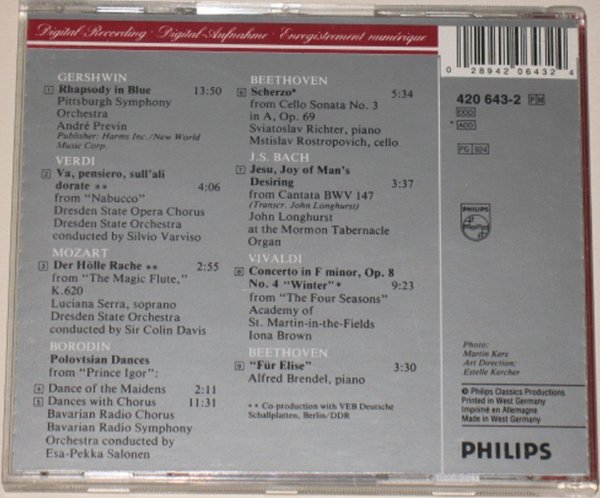 Digital Recording · Digital-Aufnahme · Enregistrement numérique
GERSHWIN
1 Rhapsody in Blue 13:50
Pittsburgh Symphony
Orchestra
André Previn
Publisher: Harms Inc./New World
Music Corp.
VERDI
2 Va, pensiero, sull'ali
dorate ** 4:06
from "Nabucco"
Dresden State Opera Chorus
Dresden State Orchestra
conducted by Silvio Varviso
MOZART
3 Der Hölle Rache ** 2:55
from "The Magic Flute,"
K.620
Luciana Serra, soprano
Dresden State Orchestra
conducted by Sir Colin Davis
BORODIN
Polovtsian Dances
from "Prince Igor":
4 Dance of the Maidens 2:11
5 Dances with Chorus 11:31
Bavarian Radio Chorus
Bavarian Radio Symphony
Orchestra conducted by
Esa-Pekka Salonen
BEETHOVEN
6 Scherzo* 5:34
from Cello Sonata No. 3
in A, Op. 69
Sviatoslav Richter, piano
Mstislav Rostropovich, cello
J.S. BACH
7 Jesu, Joy of Man's
Desiring 3:37
from Cantata BWV 147
(Transcr. John Longhurst)
John Longhurst
at the Mormon Tabernacle
Organ
VIVALDI
8 Concerto in F minor, Op. 8
No. 4 "Winter"* 9:23
from "The Four Seasons"
Academy of
St. Martin-in-the-Fields
Iona Brown
BEETHOVEN
9 "Für Elise" 3:30
Alfred Brendel, piano
** Co-production with VEB Deutsche
Schallplatten, Berlin/DDR
0 28942 06432 4
420 643-2
DDD
* ADD
PG 924
PHILIPS
Photo:
Martin Kers
Art Direction:
Estelle Kercher
℗ Philips Classics Productions
Printed in West Germany
Imprimé en Allemagne
Made in West Germany
PHILIPS